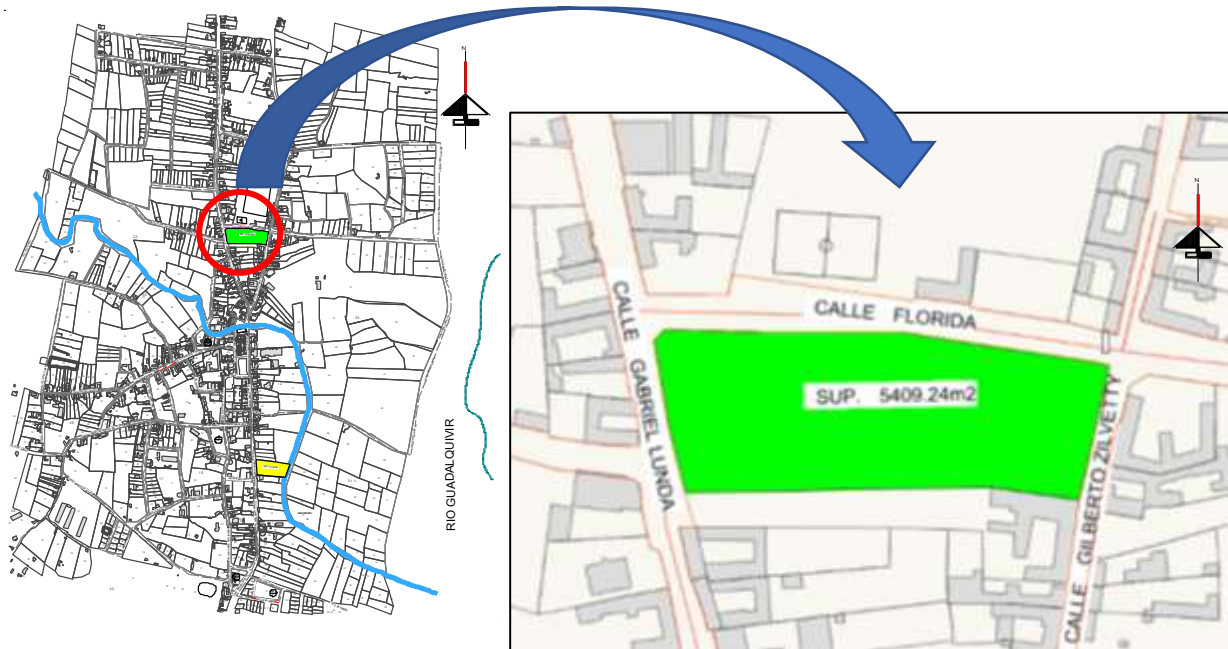 N
RIO GUADALQUIVIR
N
CALLE FLORIDA
CALLE GABRIEL LUNDA
SUP. 5409.24m2
CALLE GILBERTO ZILVETTY